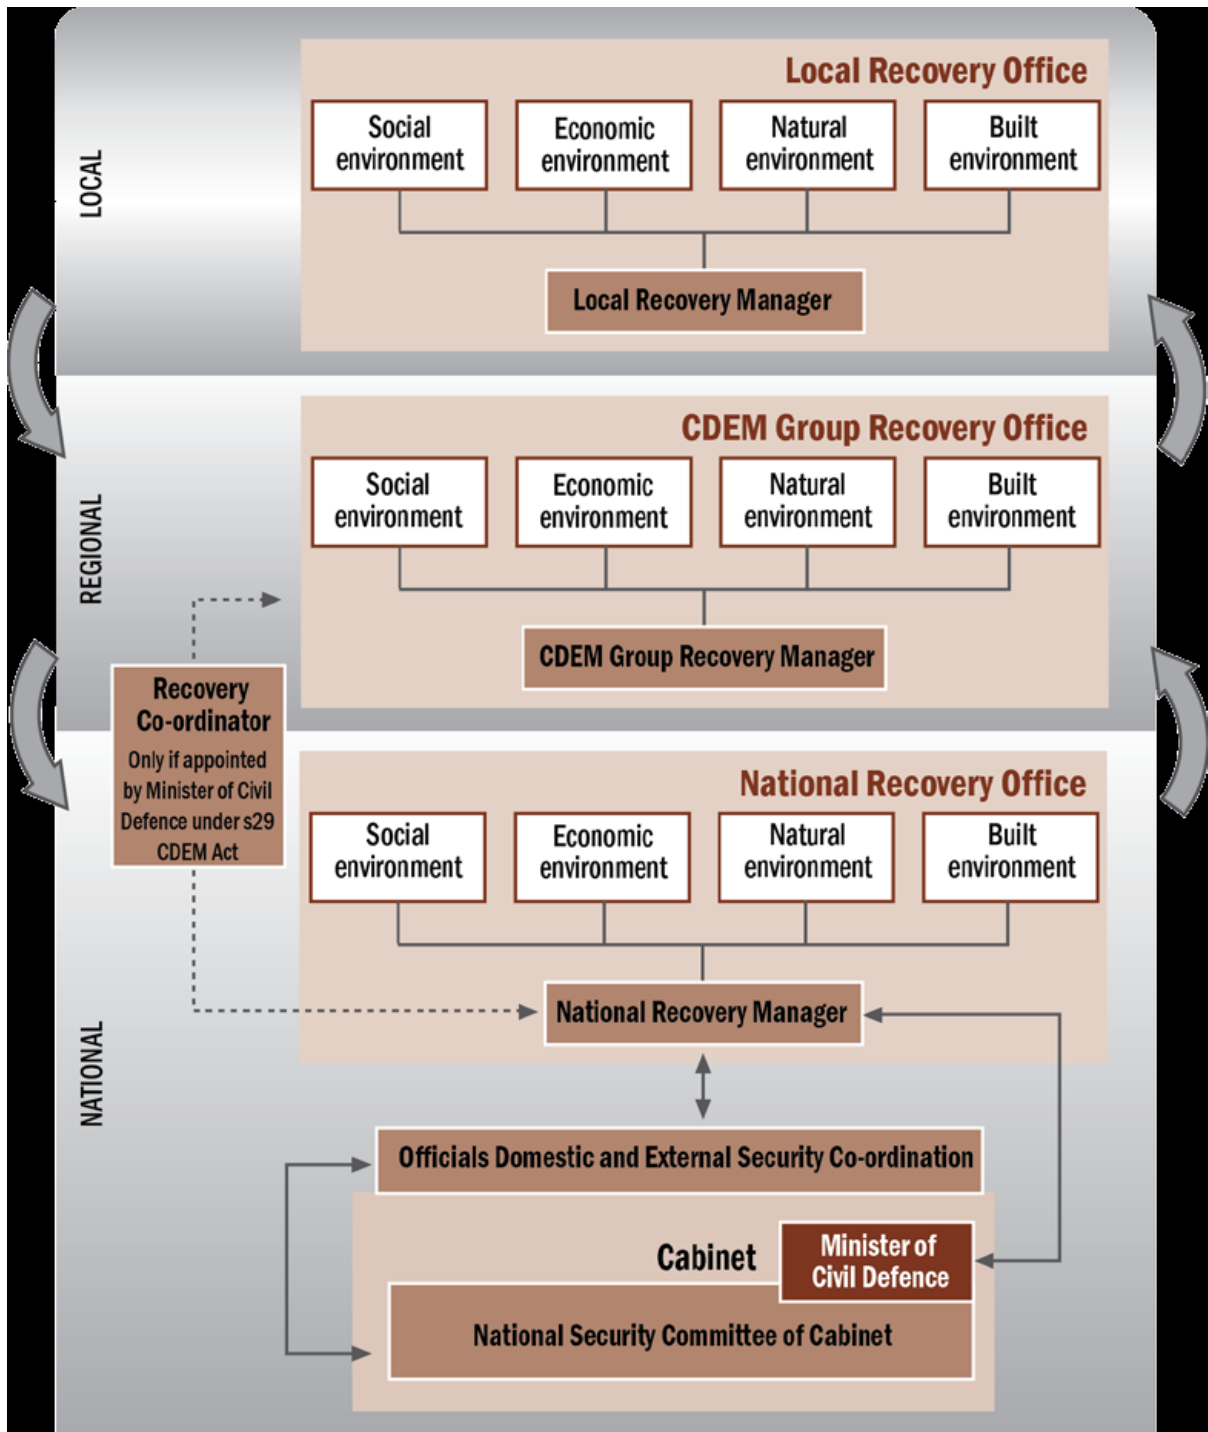 LOCAL
Local Recovery Office
Social
environment
Economic
environment
Natural
environment
Built
environment
Local Recovery Manager
REGIONAL
CDEM Group Recovery Office
Social
environment
Economic
environment
Natural
environment
Built
environment
CDEM Group Recovery Manager
Recovery
Co-ordinator
Only if appointed
by Minister of Civil
Defence under s29
CDEM Act
NATIONAL
National Recovery Office
Social
environment
Economic
environment
Natural
environment
Built
environment
National Recovery Manager
Officials Domestic and External Security Co-ordination
Cabinet
Minister of
Civil Defence
National Security Committee of Cabinet